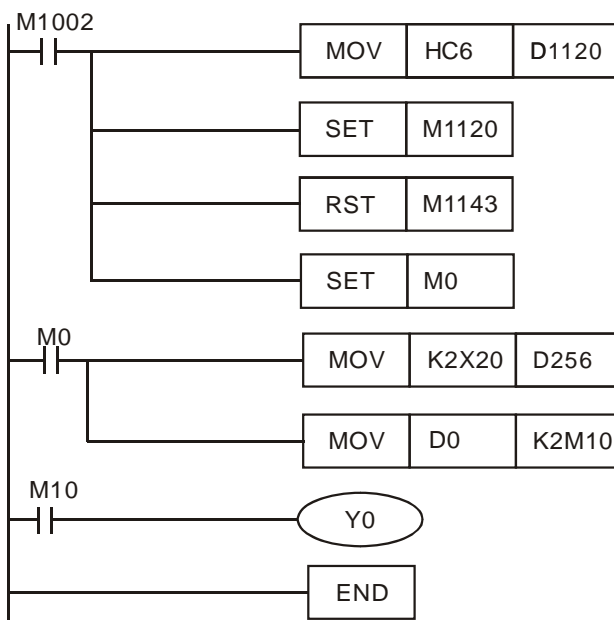 M1002
MOV HC6 D1120
SET M1120
RST M1143
SET M0
M0
MOV K2X20 D256
MOV D0 K2M10
M10
Y0
END